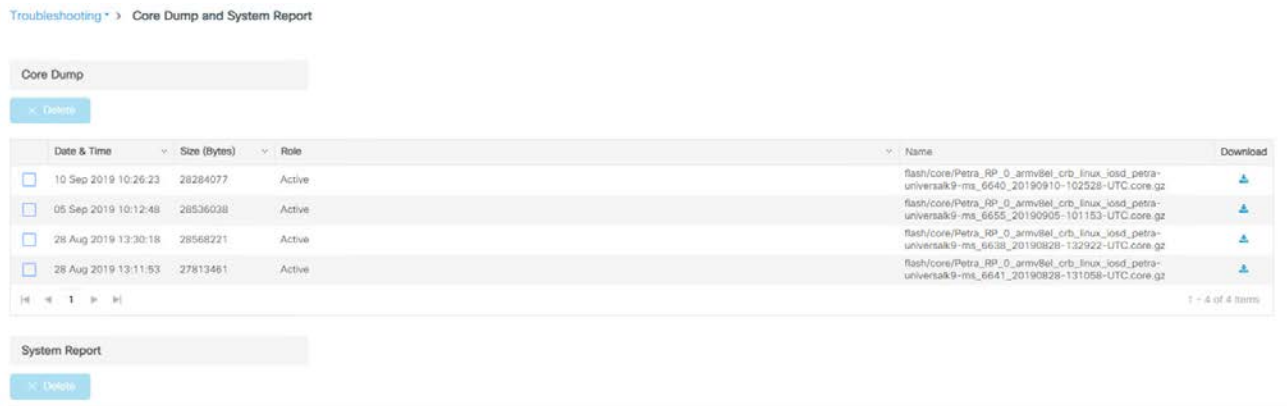 Troubleshooting > Core Dump and System Report
Core Dump
× Delete
Date & Time Size (Bytes) Role Name Download
10 Sep 2019 10:26:23 28284077 Active flash/core/Petra_RP_0_armv8el_crb_linux_iosd_petra-
universalk9-ms_6640_20190910-102528-UTC.core.gz
05 Sep 2019 10:12:48 28536038 Active flash/core/Petra_RP_0_armv8el_crb_linux_iosd_petra-
universalk9-ms_6655_20190905-101153-UTC.core.gz
28 Aug 2019 13:30:18 28568221 Active flash/core/Petra_RP_0_armv8el_crb_linux_iosd_petra-
universalk9-ms_6638_20190828-132922-UTC.core.gz
28 Aug 2019 13:11:53 27813461 Active flash/core/Petra_RP_0_armv8el_crb_linux_iosd_petra-
universalk9-ms_6641_20190828-131058-UTC.core.gz
1 1 - 4 of 4 items
System Report
× Delete